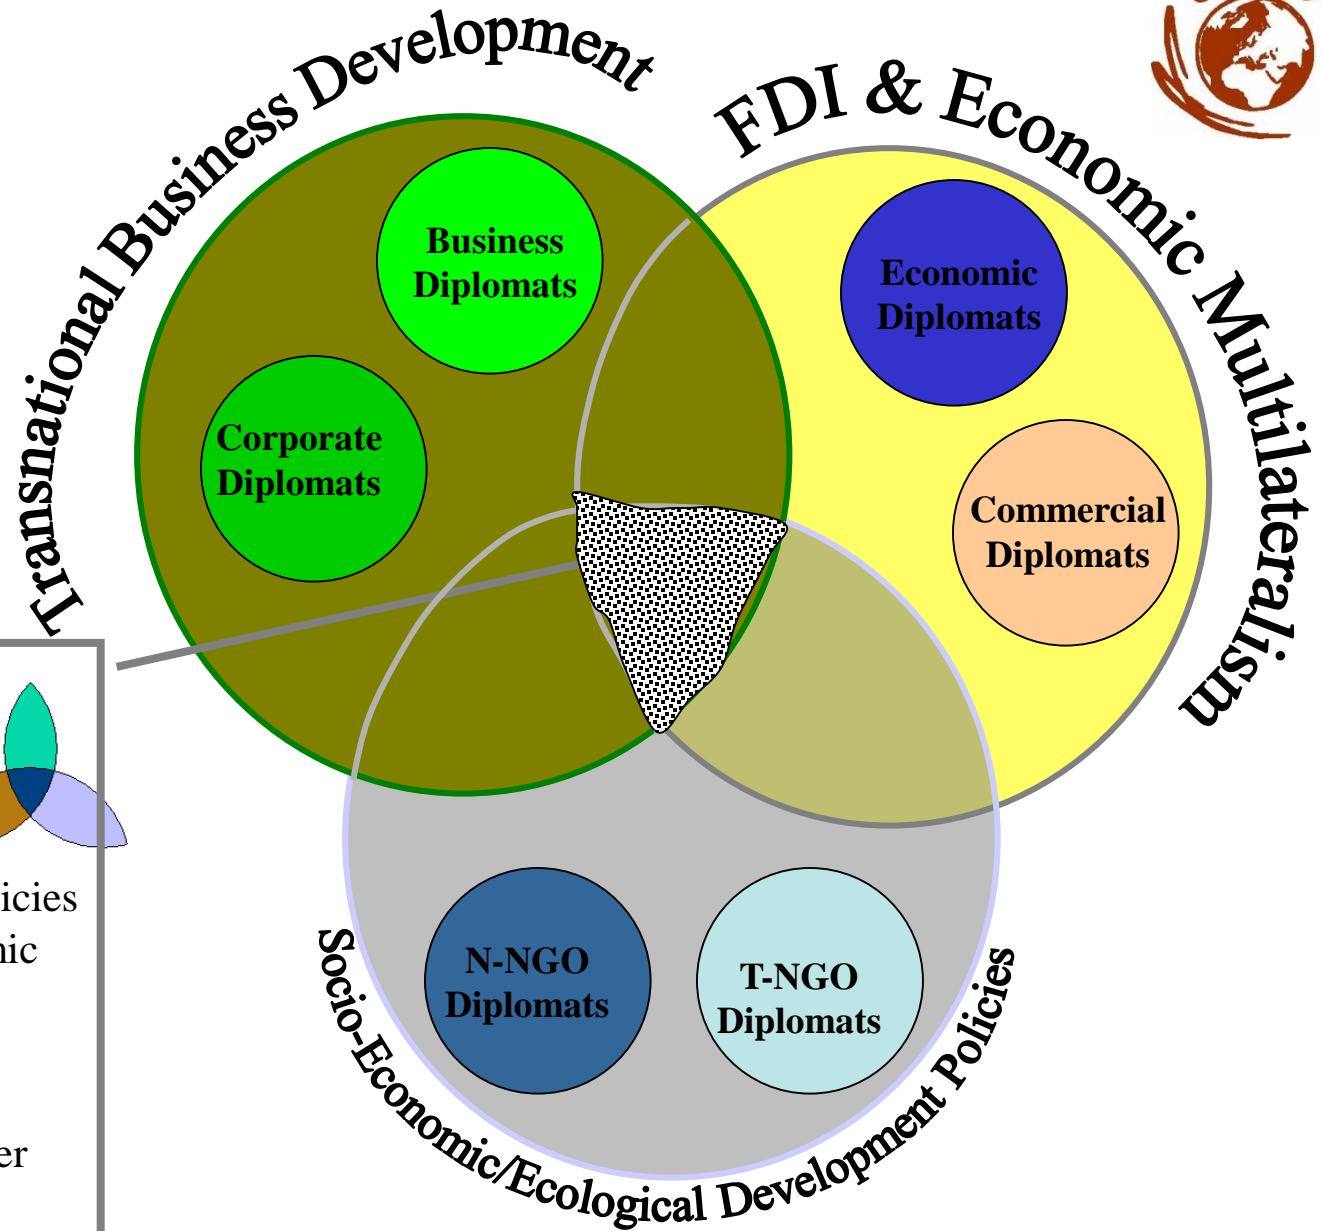 Transnational Business Development
FDI & Economic Multilateralism
Business
Diplomats
Economic
Diplomats
Corporate
Diplomats
Commercial
Diplomats
N-NGO
Diplomats
T-NGO
Diplomats
Socio-Economic/Ecological Development Policies
icies
nic
er